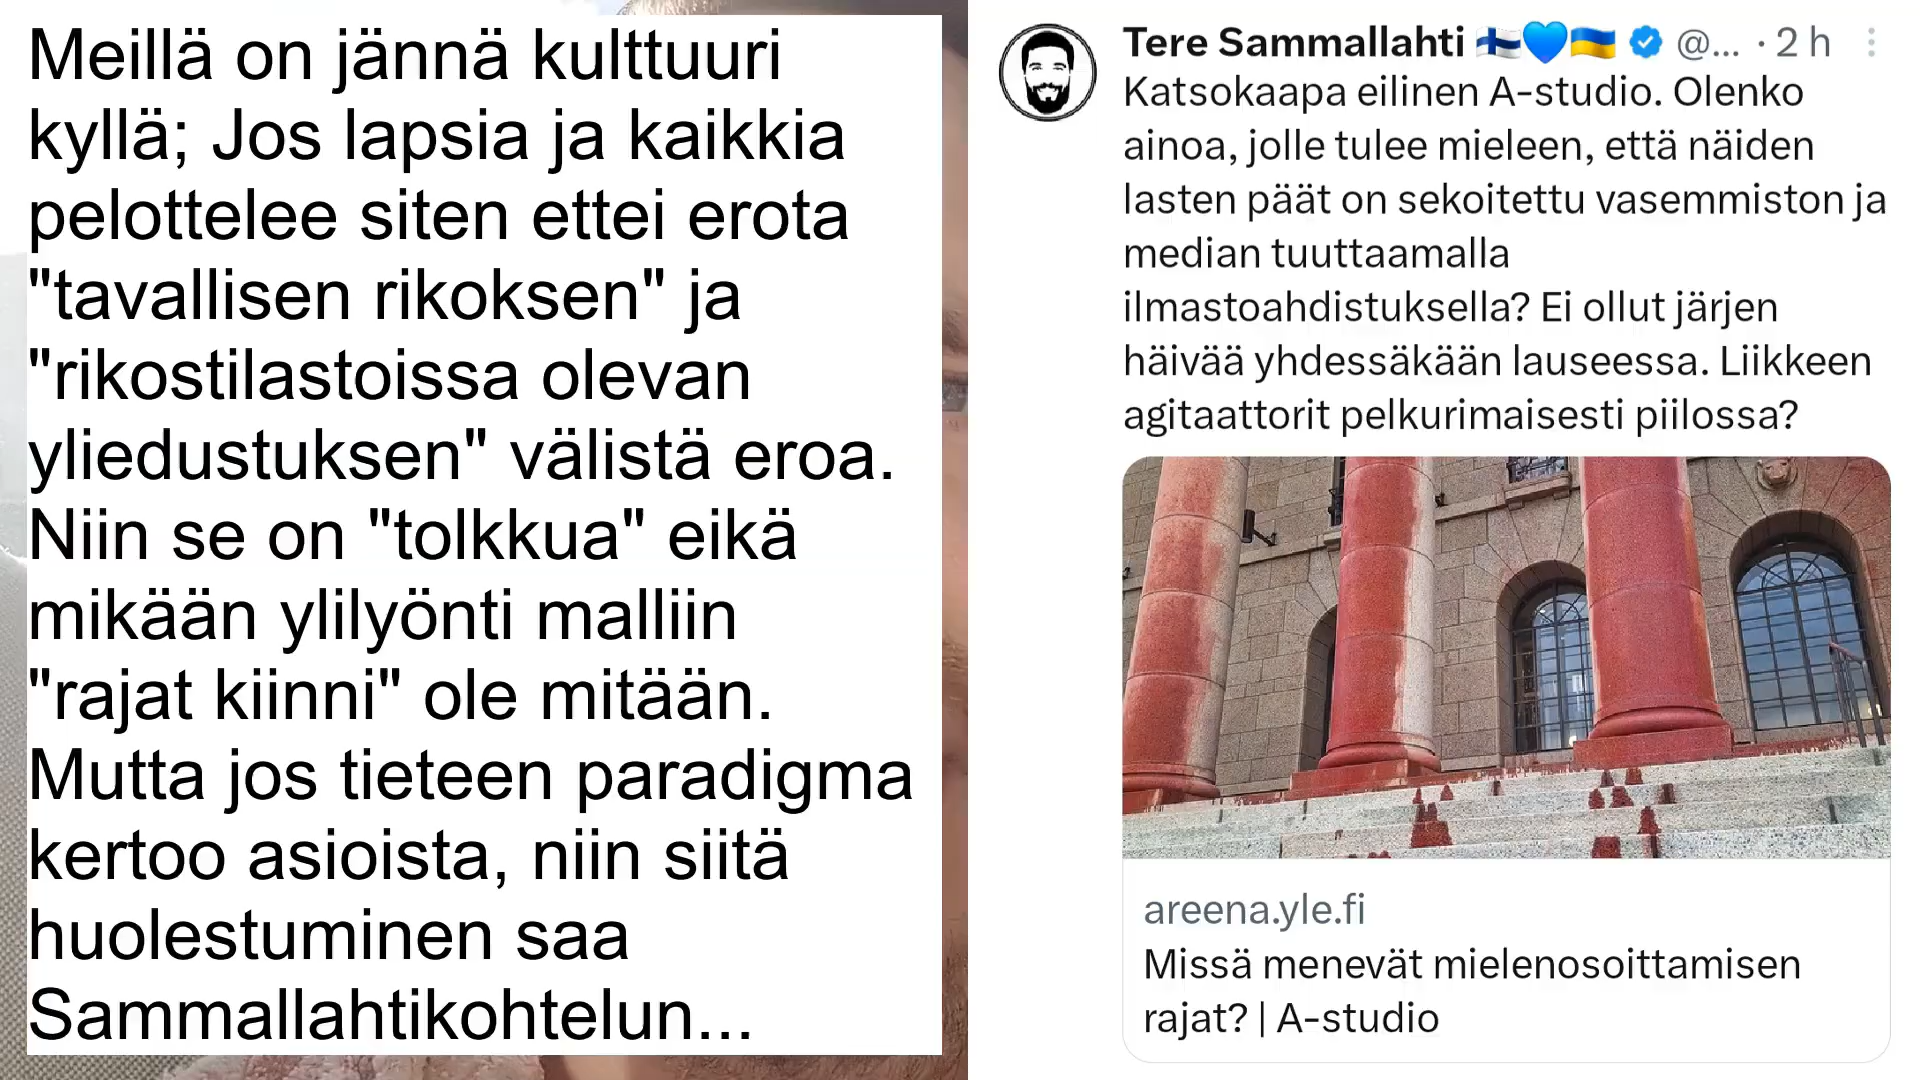 Meillä on jännä kulttuuri
kyllä; Jos lapsia ja kaikkia
pelottelee siten ettei erota
"tavallisen rikoksen" ja
"rikostilastoissa olevan
yliedustuksen" välistä eroa.
Niin se on "tolkkua" eikä
mikään ylilyönti malliin
"rajat kiinni" ole mitään.
Mutta jos tieteen paradigma
kertoo asioista, niin siitä
huolestuminen saa
Sammallahtikohtelun...
Tere Sammallahti 🇫🇮💙🇺🇦 @... · 2 h
Katsokaapa eilinen A-studio. Olenko
ainoa, jolle tulee mieleen, että näiden
lasten päät on sekoitettu vasemmiston ja
median tuuttaamalla
ilmastoahdistuksella? Ei ollut järjen
häivää yhdessäkään lauseessa. Liikkeen
agitaattorit pelkurimaisesti piilossa?
areena.yle.fi
Missä menevät mielenosoittamisen
rajat? | A-studio